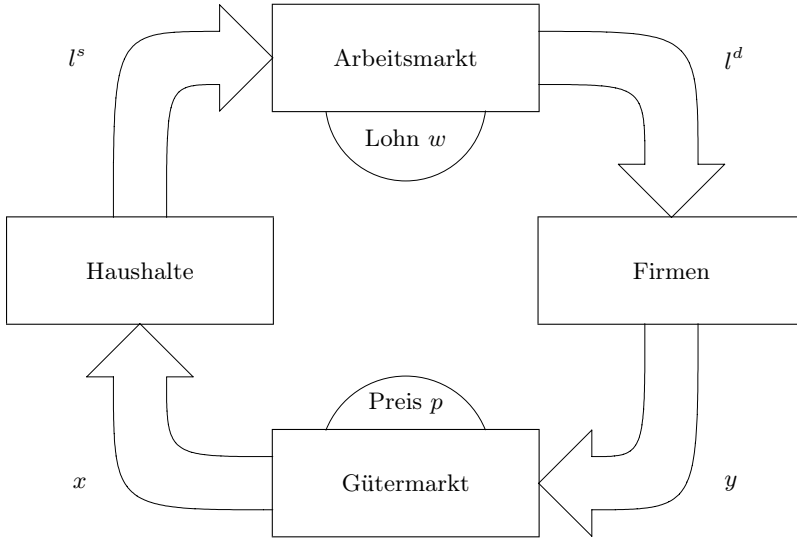 l^s
Arbeitsmarkt
l^d
Lohn w
Haushalte
Firmen
Preis p
x
Gütermarkt
y